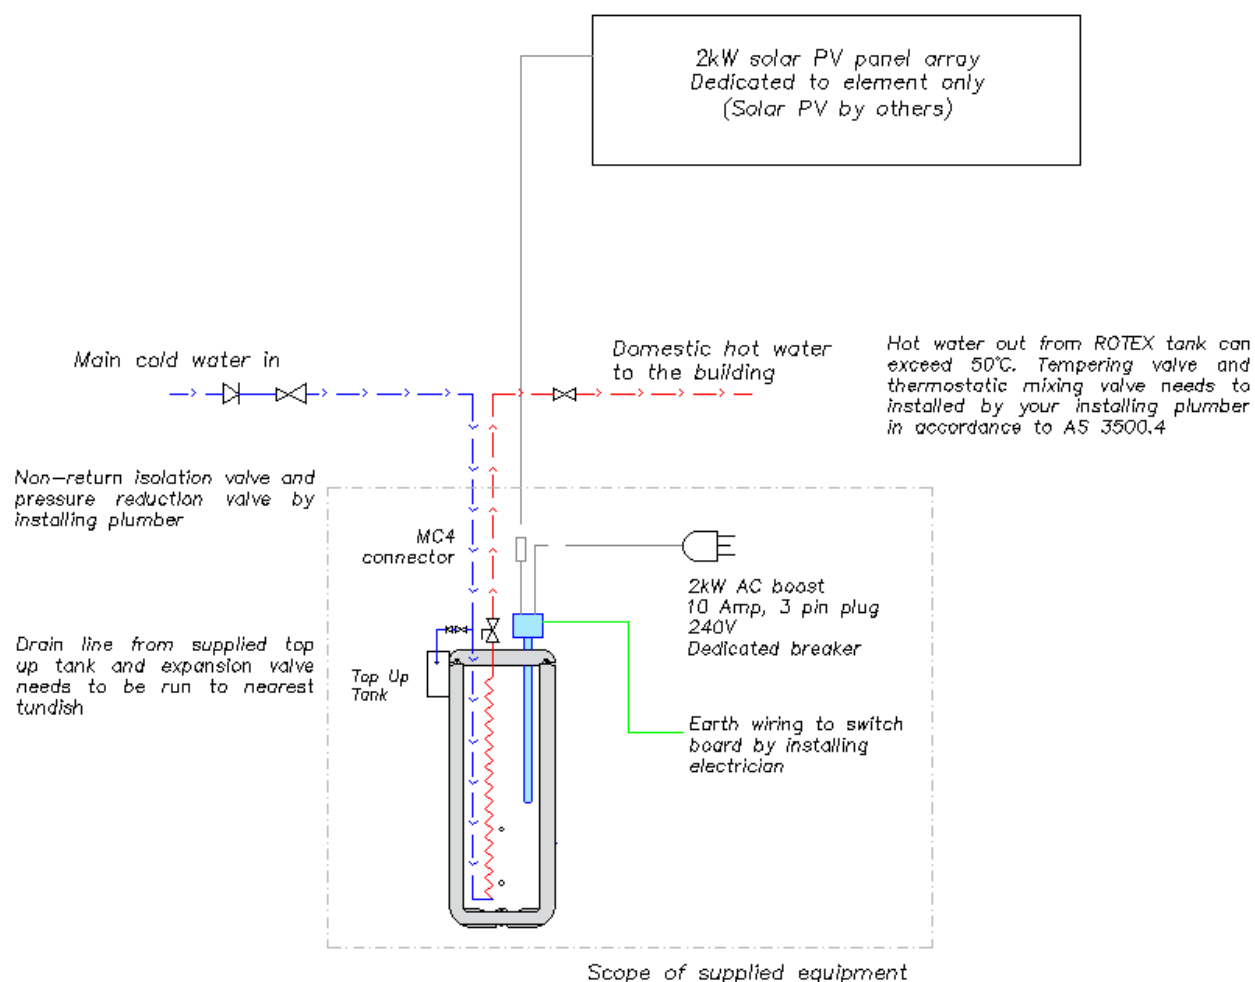 2kW solar PV panel array
Dedicated to element only
(Solar PV by others)
Main cold water in
Domestic hot water
to the building
Hot water out from ROTEX tank can
exceed 50°C. Tempering valve and
thermostatic mixing valve needs to
installed by your installing plumber
in accordance to AS 3500.4
Non-return isolation valve and
pressure reduction valve by
installing plumber
MC4
connector
2kW AC boost
10 Amp, 3 pin plug
240V
Dedicated breaker
Drain line from supplied top
up tank and expansion valve
needs to be run to nearest
tundish
Top Up
Tank
Earth wiring to switch
board by installing
electrician
Scope of supplied equipment